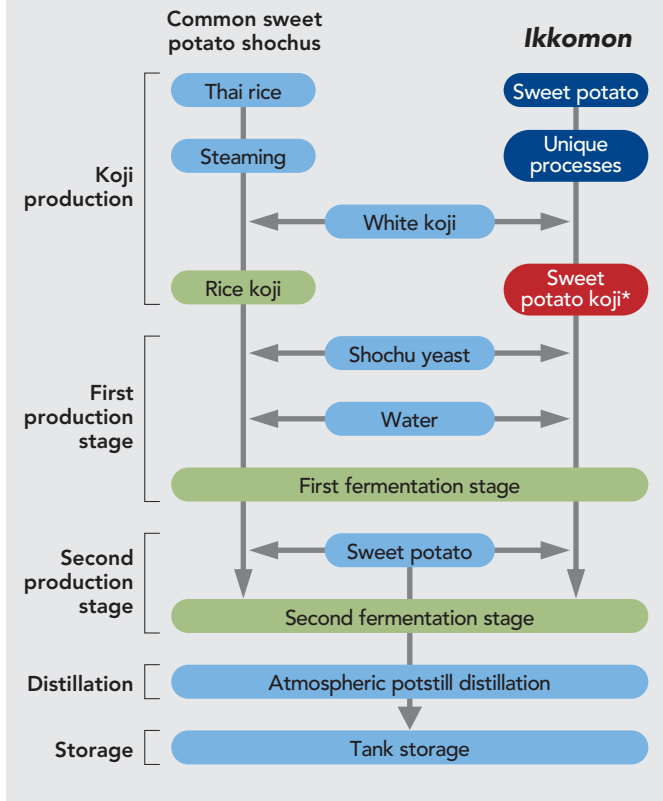 Common sweet
potato shochus
Ikkomon
Thai rice
Sweet potato
Steaming
Unique
processes
Koji
production
White koji
Rice koji
Sweet
potato koji*
Shochu yeast
First
production
stage
Water
First fermentation stage
Second
production
stage
Sweet potato
Second fermentation stage
Distillation
Atmospheric potstill distillation
Storage
Tank storage